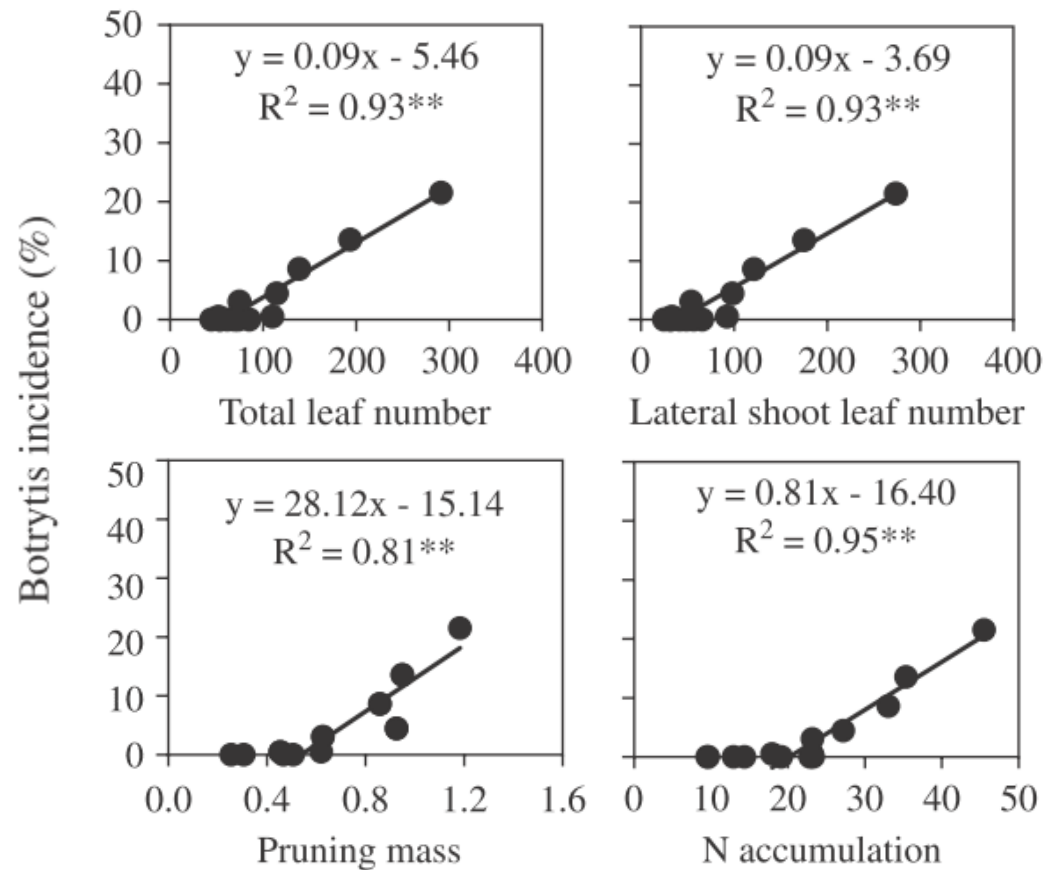 Botrytis incidence (%)
50
40
30
20
10
0
y = 0.09x - 5.46
R² = 0.93**
0 100 200 300 400
Total leaf number
y = 0.09x - 3.69
R² = 0.93**
0 100 200 300 400
Lateral shoot leaf number
50
40
30
20
10
0
y = 28.12x - 15.14
R² = 0.81**
0.0 0.4 0.8 1.2 1.6
Pruning mass
y = 0.81x - 16.40
R² = 0.95**
0 10 20 30 40 50
N accumulation